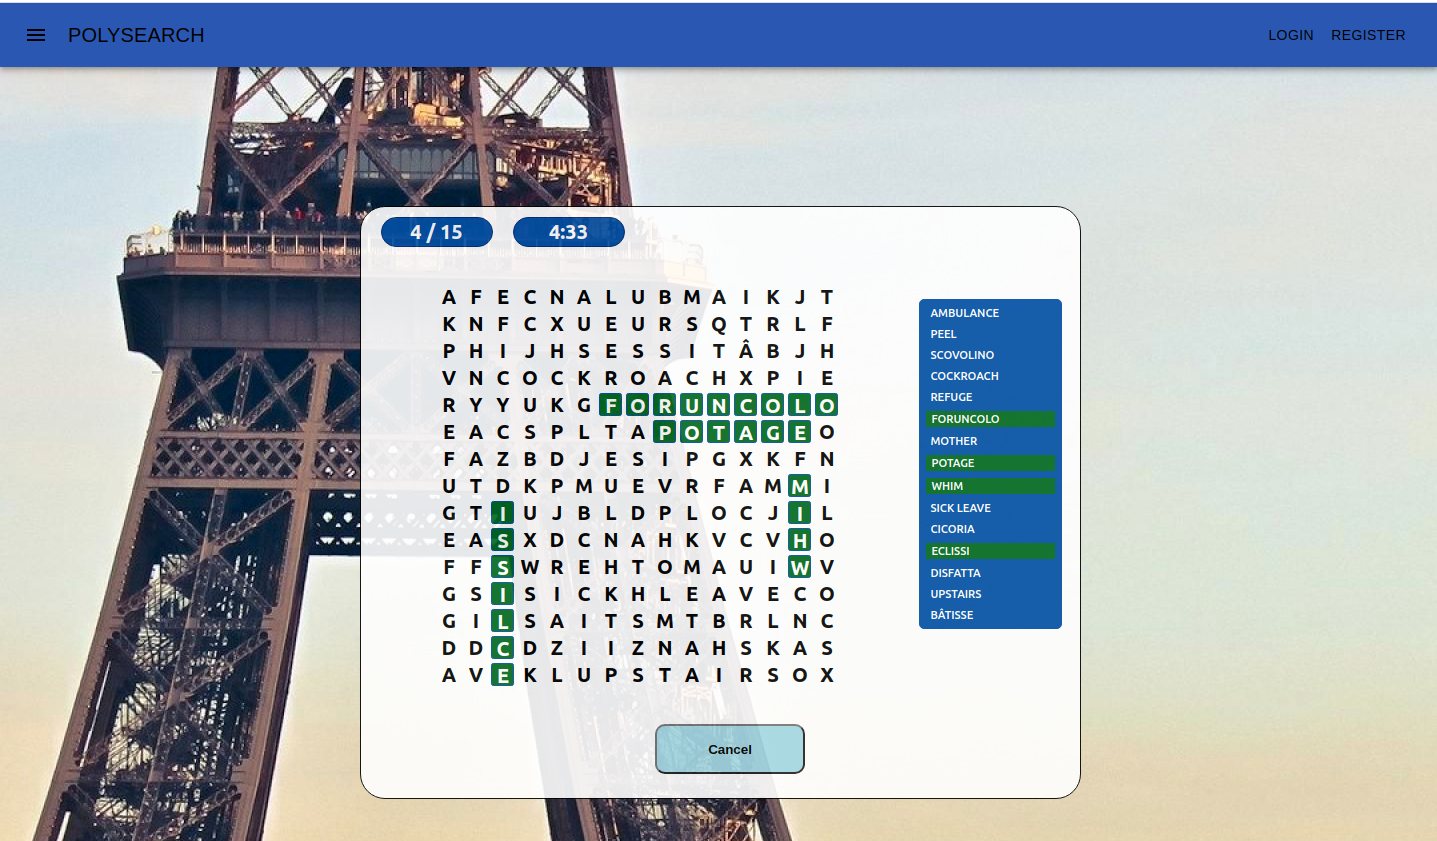 POLYSEARCH LOGIN REGISTER
4 / 15 4:33
A F E C N A L U B M A I K J T
K N F C X U E U R S Q T R L F
P H I J H S E S S I T Â B J H
V N C O C K R O A C H X P I E
R Y Y U K G F O R U N C O L O
E A C S P L T A P O T A G E O
F A Z B D J E S I P G X K F N
U T D K P M U E V R F A M M I
G T I U J B L D P L O C J I L
E A S X D C N A H K V C V H O
F F S W R E H T O M A U I W V
G S I S I C K H L E A V E C O
G I L S A I T S M T B R L N C
D D C D Z I I Z N A H S K A S
A V E K L U P S T A I R S O X
AMBULANCE
PEEL
SCOVOLINO
COCKROACH
REFUGE
FORUNCOLO
MOTHER
POTAGE
WHIM
SICK LEAVE
CICORIA
ECLISSI
DISFATTA
UPSTAIRS
BÂTISSE
Cancel